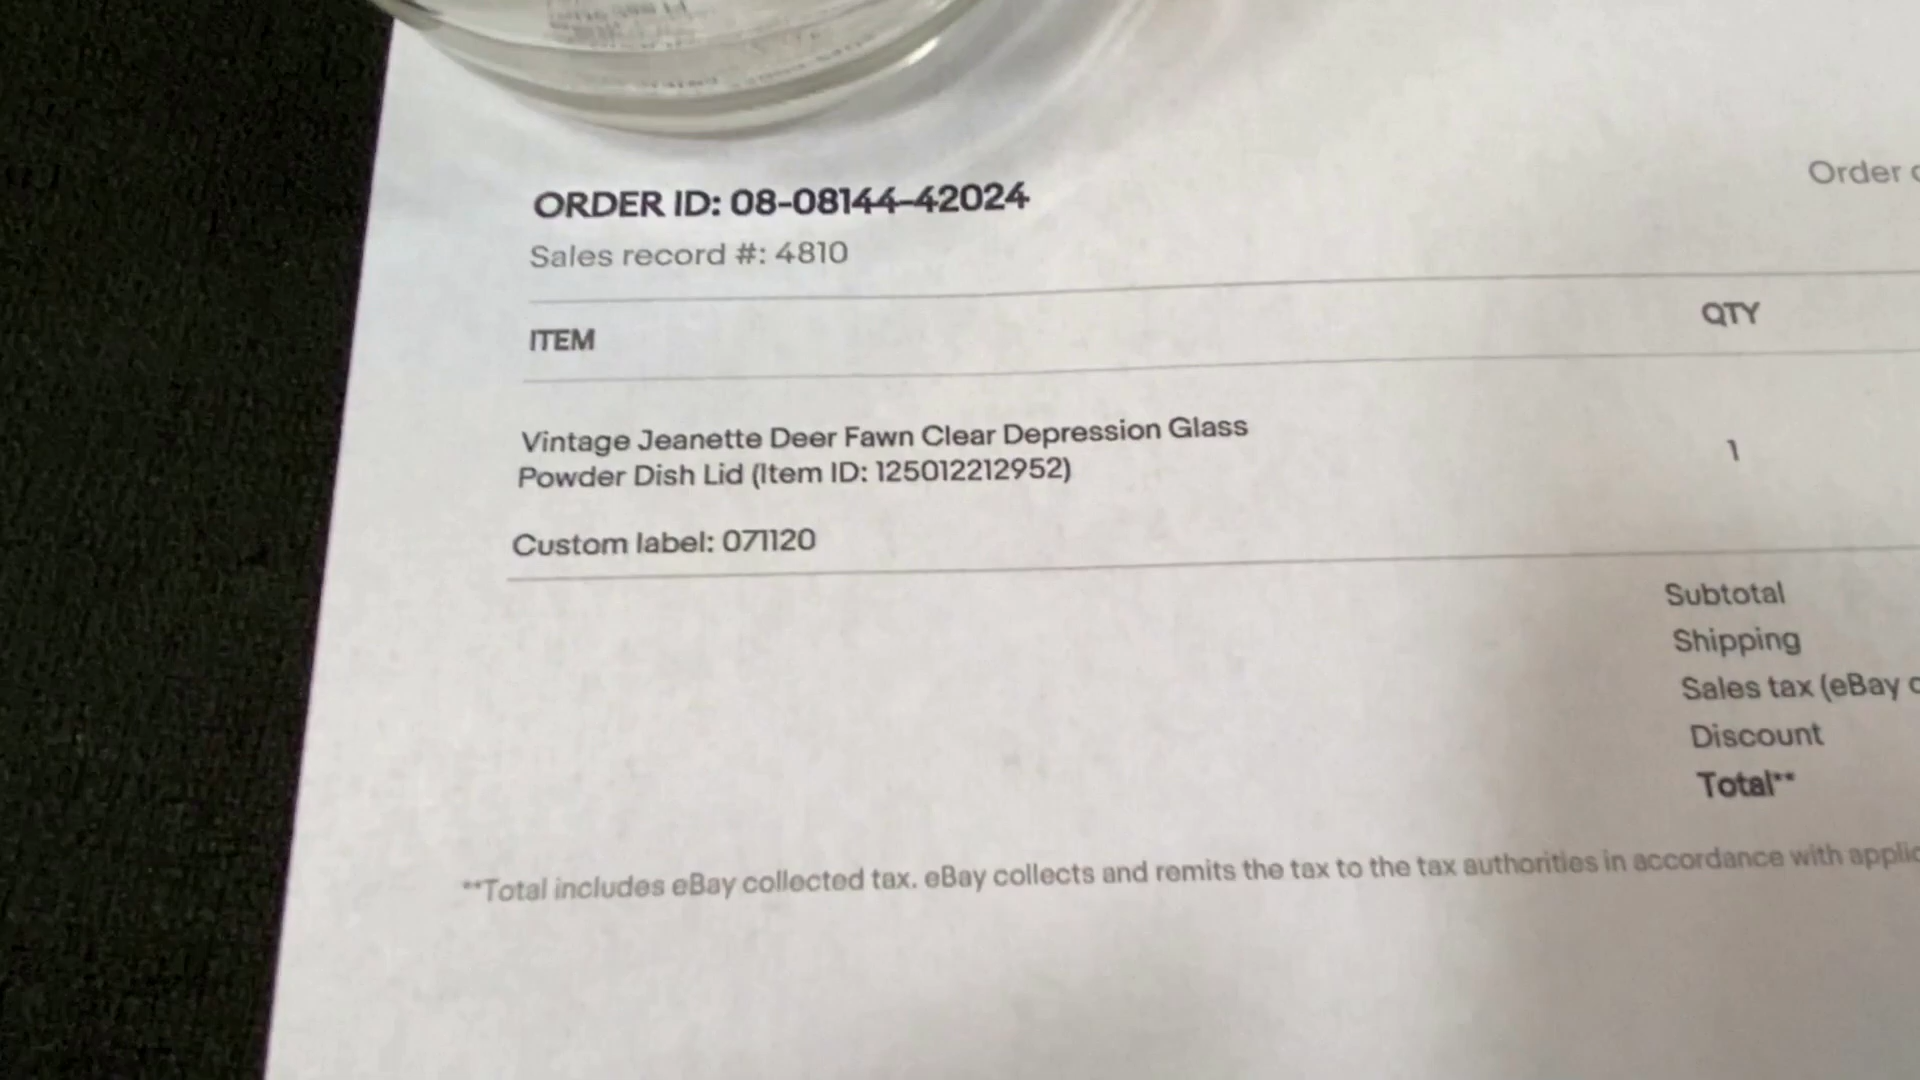 ORDER ID: 08-08144-42024
Order
Sales record #: 4810
ITEM
QTY
Vintage Jeanette Deer Fawn Clear Depression Glass
Powder Dish Lid (Item ID: 125012212952)
1
Custom label: 071120
Subtotal
Shipping
Sales tax (eBay
Discount
Total**
**Total includes eBay collected tax. eBay collects and remits the tax to the tax authorities in accordance with